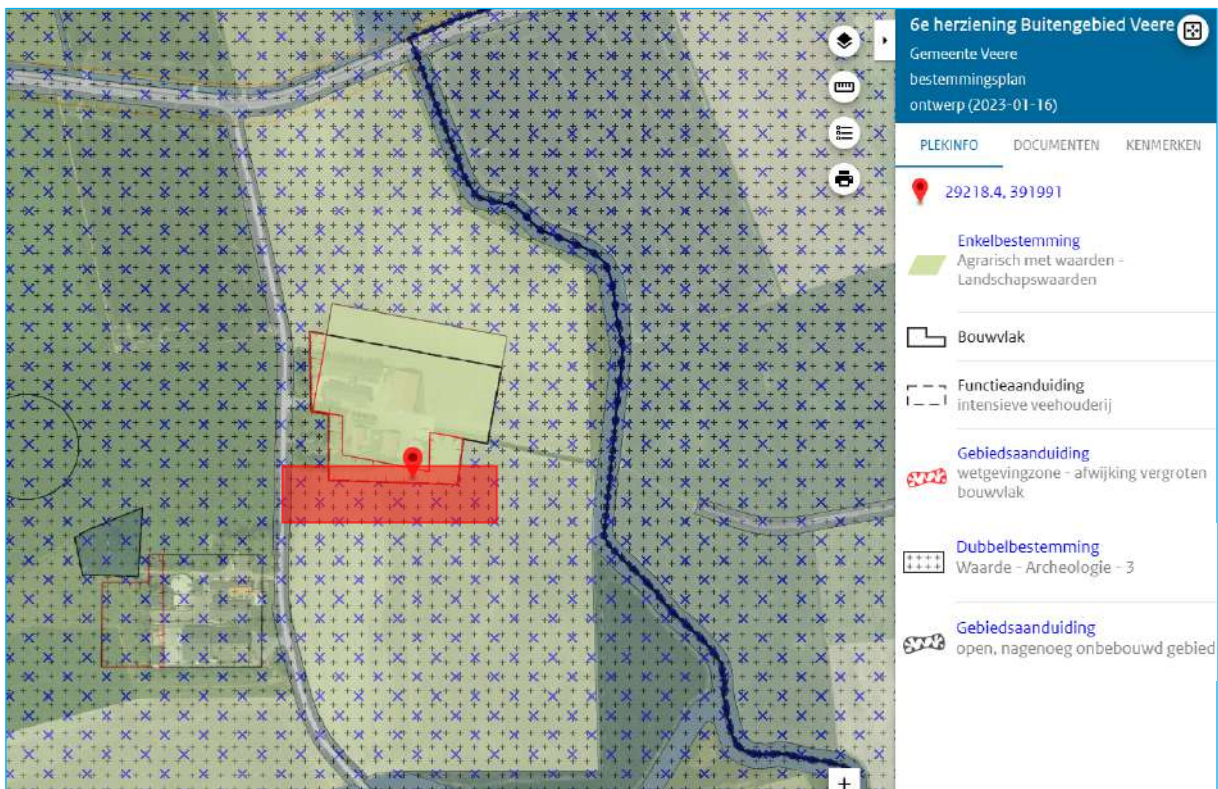 6e herziening Buitengebied Veere
Gemeente Veere
bestemmingsplan
ontwerp (2023-01-16)
PLEKINFO DOCUMENTEN KENMERKEN
29218.4, 391991
Enkelbestemming
Agrarisch met waarden -
Landschapswaarden
Bouwvlak
Functieaanduiding
intensieve veehouderij
Gebiedsaanduiding
wetgevingzone - afwijking vergroten
bouwvlak
Dubbelbestemming
Waarde - Archeologie - 3
Gebiedsaanduiding
open, nagenoeg onbebouwd gebied